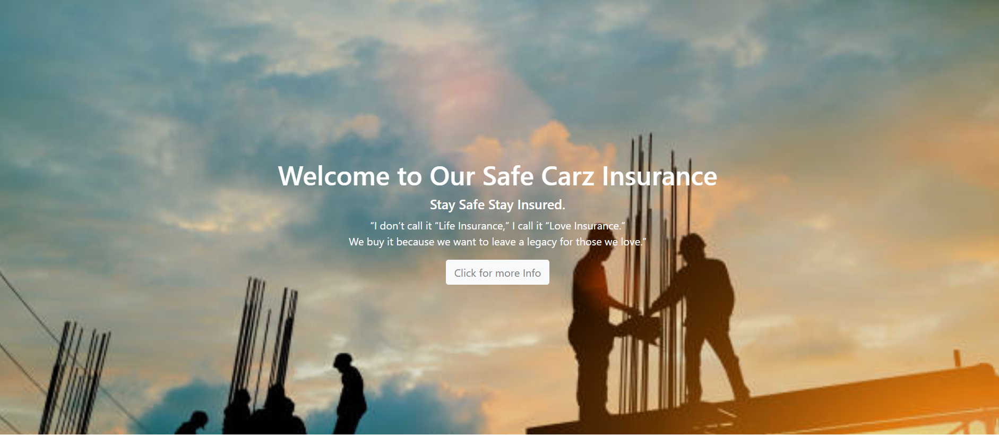 Welcome to Our Safe Carz Insurance
Stay Safe Stay Insured.
“I don’t call it “Life Insurance,” I call it “Love Insurance.”
We buy it because we want to leave a legacy for those we love.”
Click for more Info